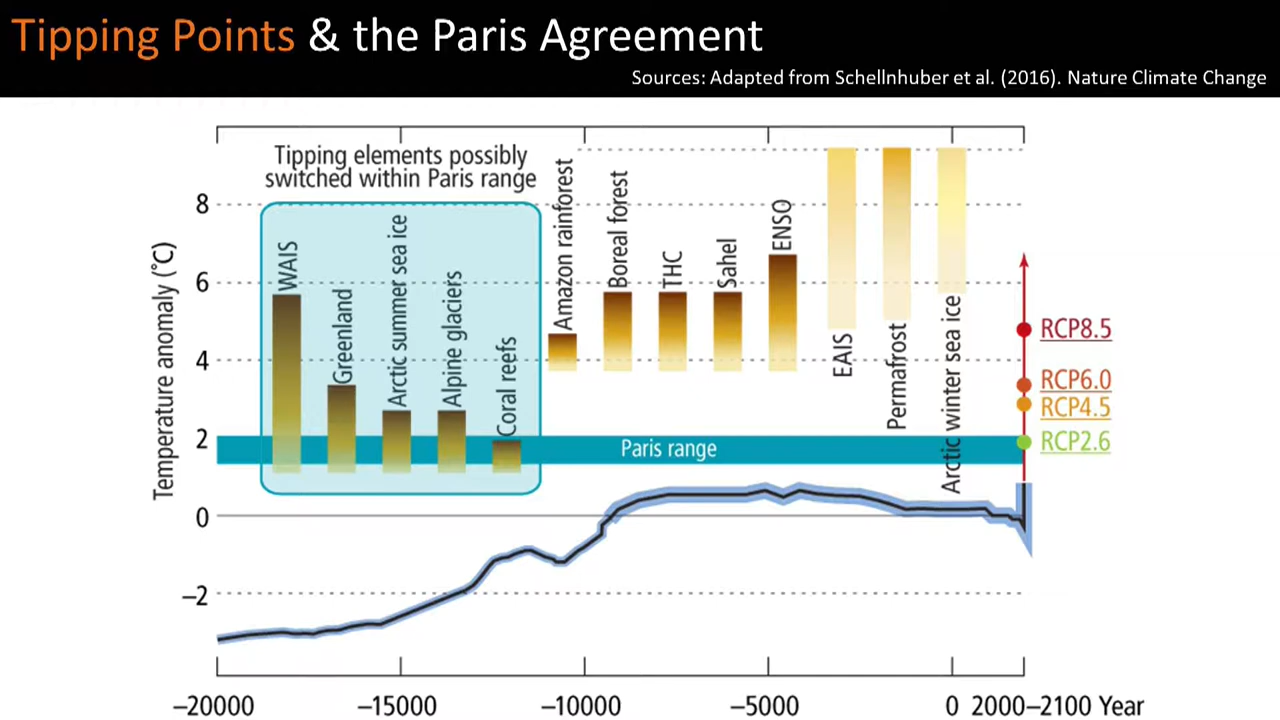 Tipping Points & the Paris Agreement
Sources: Adapted from Schellnhuber et al. (2016). Nature Climate Change
Tipping elements possibly
switched within Paris range
Temperature anomaly (°C)
8
6
4
2
0
–2
WAIS
Greenland
Arctic summer sea ice
Alpine glaciers
Coral reefs
Amazon rainforest
Boreal forest
THC
Sahel
ENSO
EAIS
Permafrost
Arctic winter sea ice
RCP8.5
RCP6.0
RCP4.5
RCP2.6
Paris range
–20000 –15000 –10000 –5000 0 2000–2100 Year